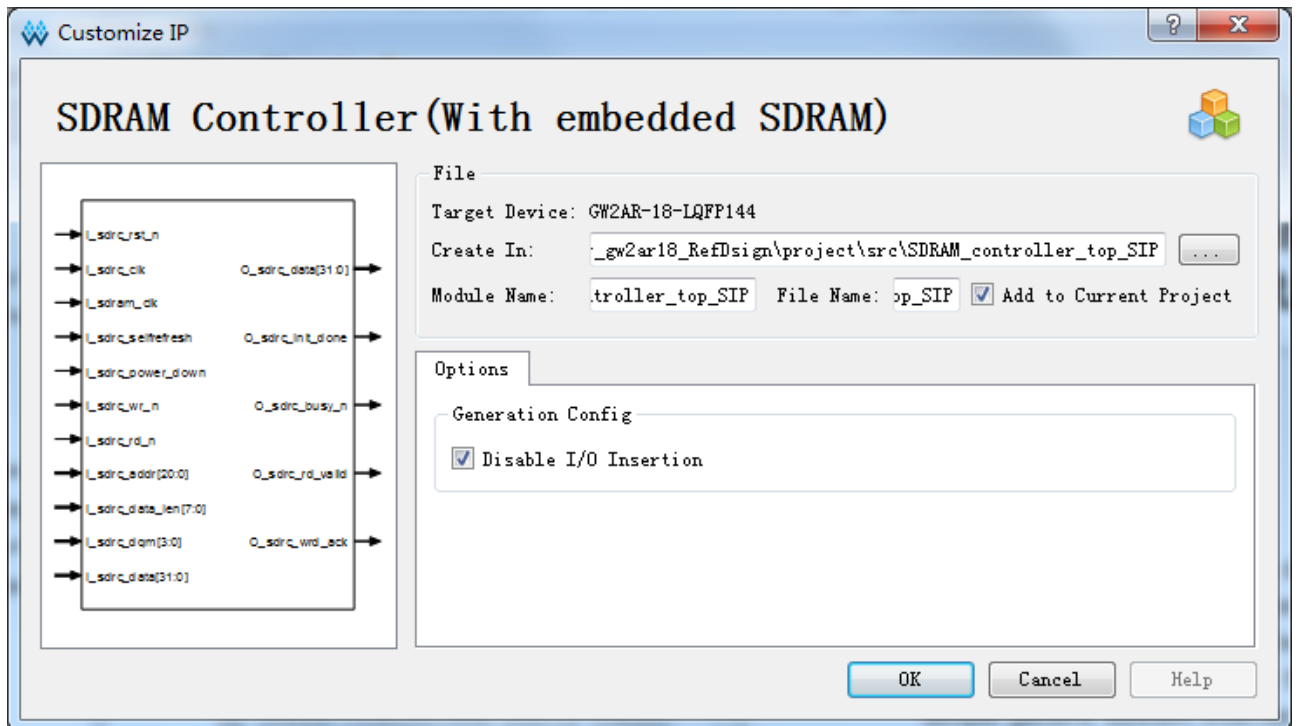 Customize IP
SDRAM Controller(With embedded SDRAM)
I_sdrc_rst_n
I_sdrc_clk O_sdrc_data[31:0]
I_sdram_clk
I_sdrc_selfrefresh O_sdrc_init_done
I_sdrc_power_down
I_sdrc_wr_n O_sdrc_busy_n
I_sdrc_rd_n
I_sdrc_addr[20:0] O_sdrc_rd_valid
I_sdrc_data_len[7:0]
I_sdrc_dqm[3:0] O_sdrc_wrd_ack
I_sdrc_data[31:0]
File
Target Device: GW2AR-18-LQFP144
Create In: _gw2ar18_RefDsign\project\src\SDRAM_controller_top_SIP ...
Module Name: troller_top_SIP File Name: op_SIP Add to Current Project
Options
Generation Config
Disable I/O Insertion
OK Cancel Help